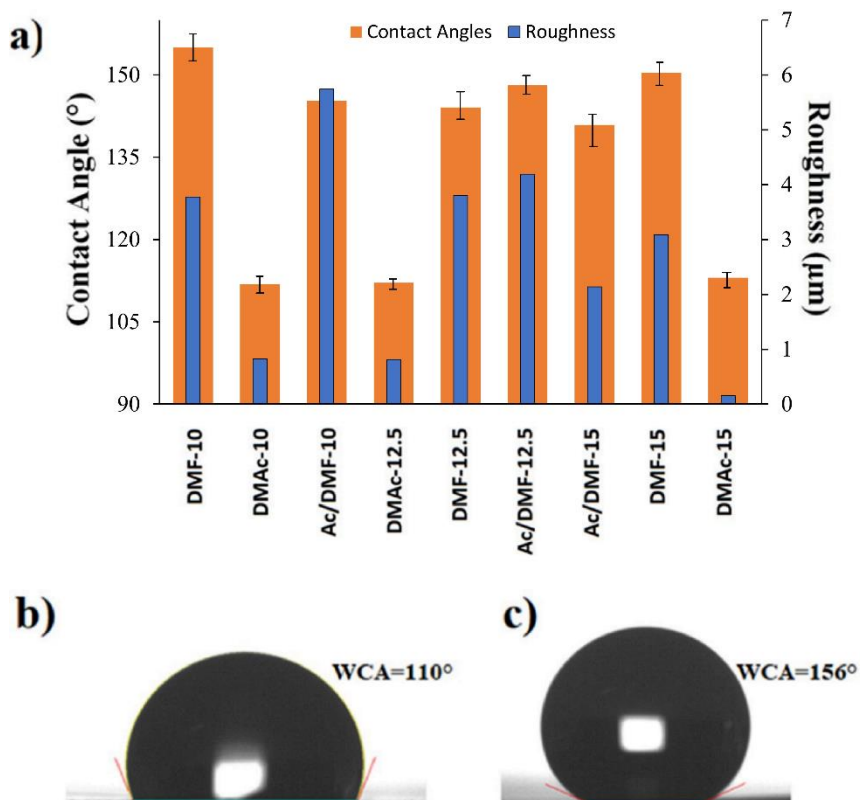 a)
Contact Angles
Roughness
Contact Angle (°)
150
135
120
105
90
7
6
5
4
3
2
1
0
Roughness (μm)
DMF-10
DMAc-10
Ac/DMF-10
DMAc-12.5
DMF-12.5
Ac/DMF-12.5
Ac/DMF-15
DMF-15
DMAc-15
b)
WCA=110°
c)
WCA=156°